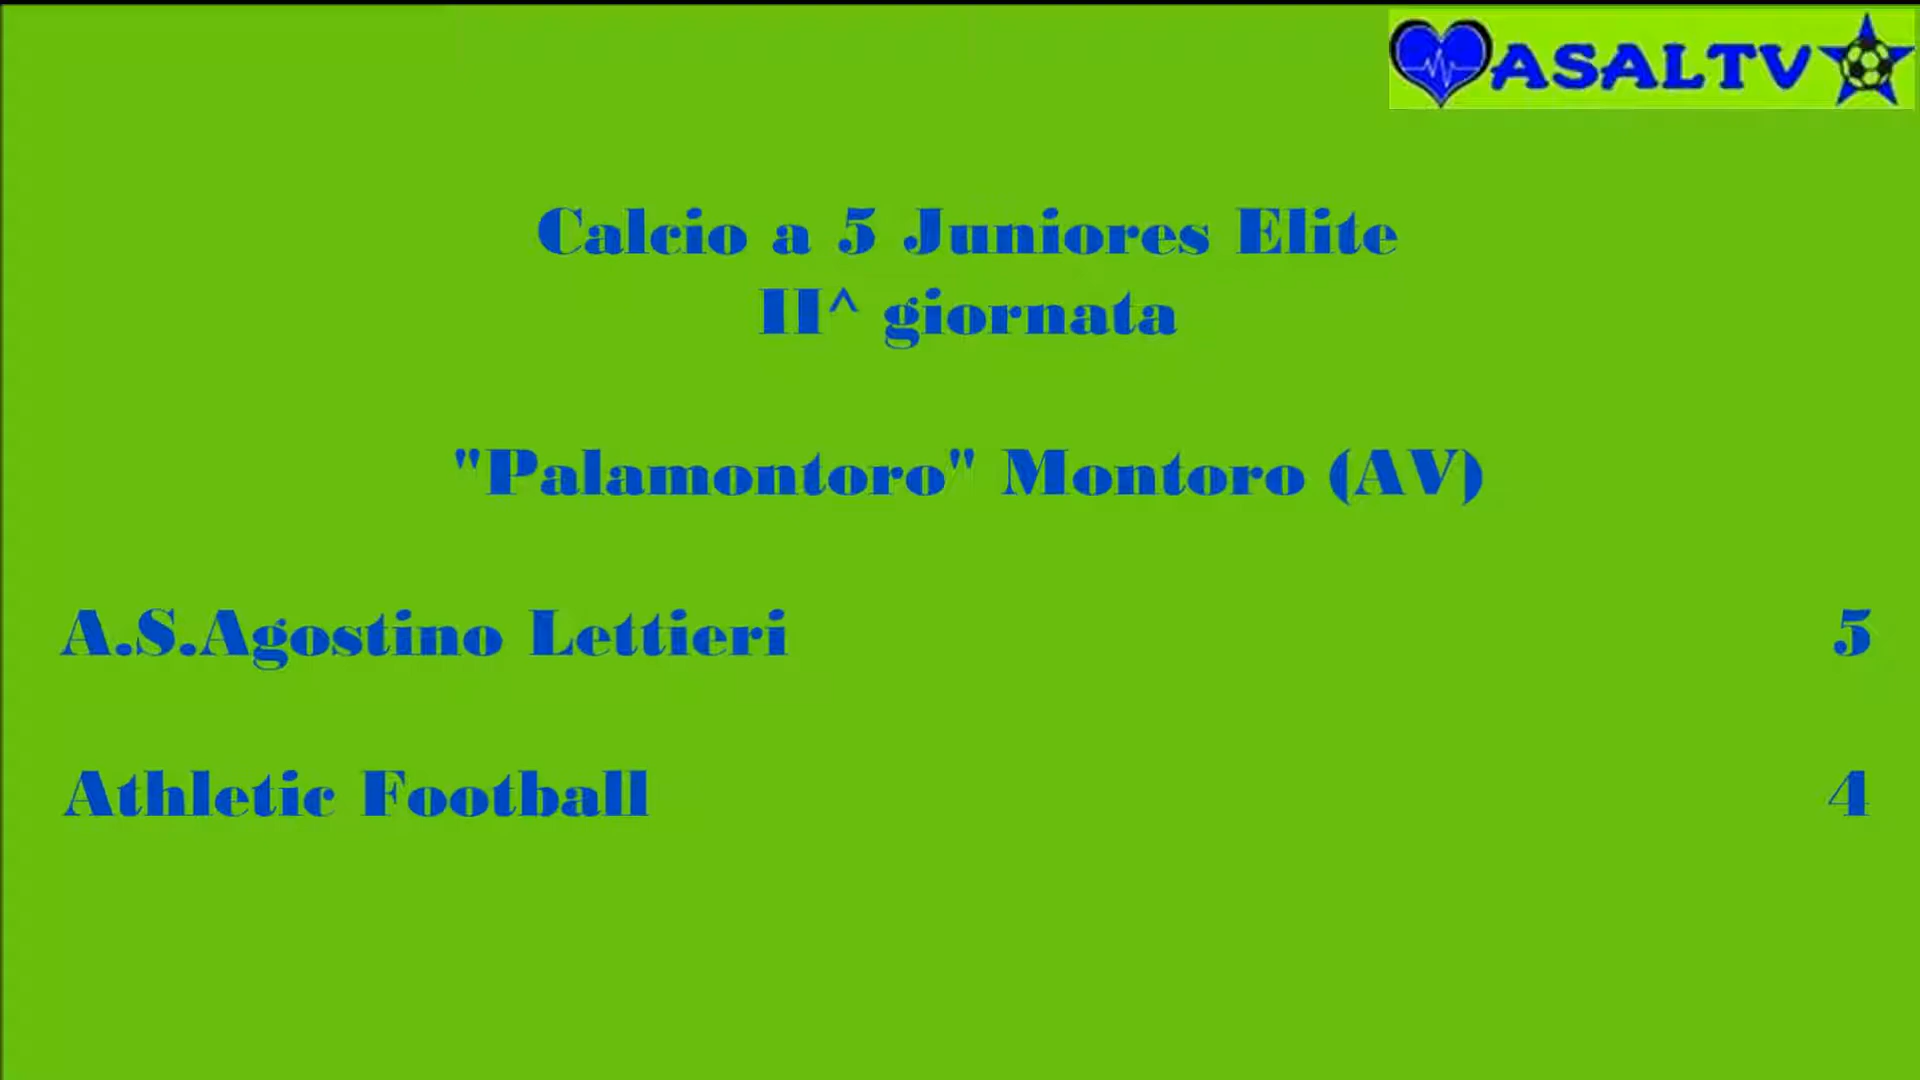 ASALTV
Calcio a 5 Juniores Elite
II^ giornata
"Palamontoro" Montoro (AV)
A.S.Agostino Lettieri 5
Athletic Football 4